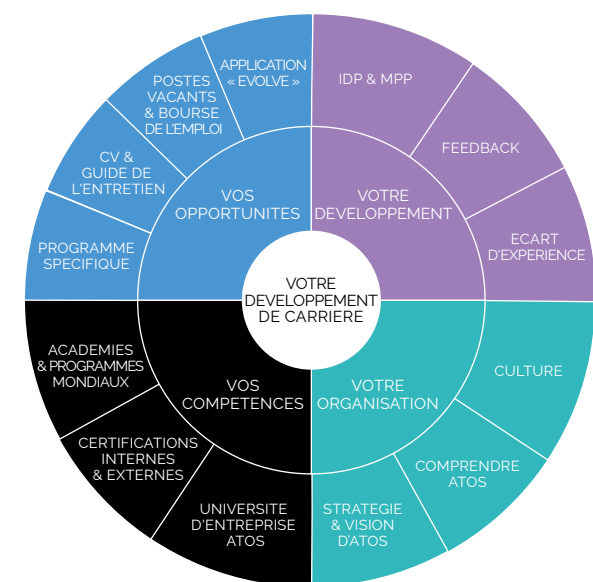 APPLICATION
« EVOLVE »
POSTES
VACANTS
& BOURSE
DE L'EMPLOI
CV &
GUIDE DE
L'ENTRETIEN
PROGRAMME
SPECIFIQUE
VOS
OPPORTUNITES
IDP & MPP
FEEDBACK
ECART
D'EXPERIENCE
VOTRE
DEVELOPPEMENT
VOTRE
DEVELOPPEMENT
DE CARRIERE
ACADEMIES
& PROGRAMMES
MONDIAUX
CERTIFICATIONS
INTERNES
& EXTERNES
UNIVERSITE
D'ENTREPRISE
ATOS
VOS
COMPETENCES
VOTRE
ORGANISATION
CULTURE
COMPRENDRE
ATOS
STRATEGIE
& VISION
D'ATOS